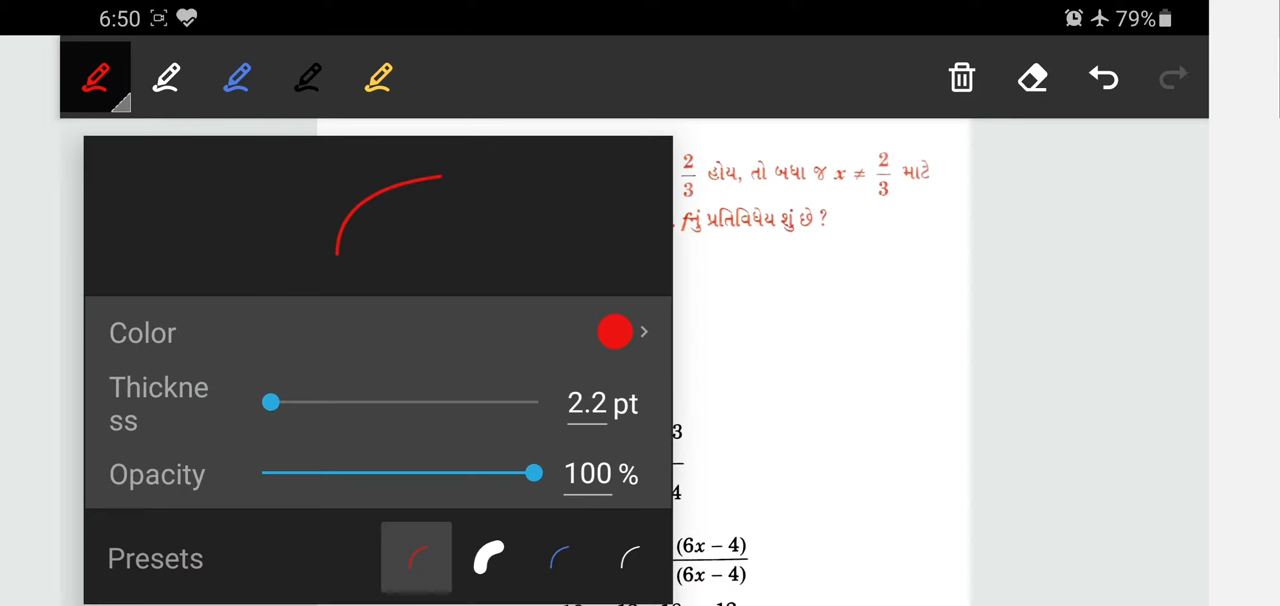 6:50
79%
2/3 હોય, તો બધા જ x ≠ 2/3 માટે
. fનું પ્રતિવિધેય શું છે ?
Color
Thickne
ss
2.2 pt
3
4
Opacity
100 %
(6x – 4)
(6x – 4)
Presets